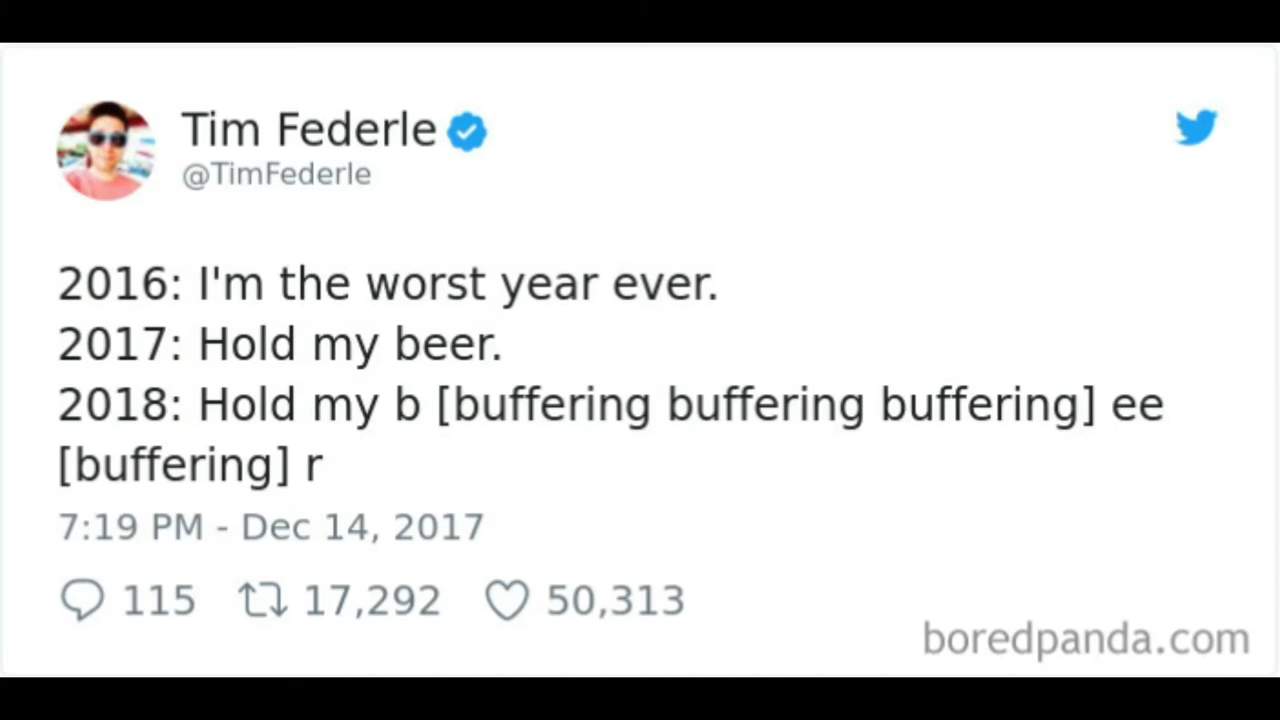 Tim Federle
@TimFederle
2016: I'm the worst year ever.
2017: Hold my beer.
2018: Hold my b [buffering buffering buffering] ee
[buffering] r
7:19 PM - Dec 14, 2017
115 17,292 50,313
boredpanda.com